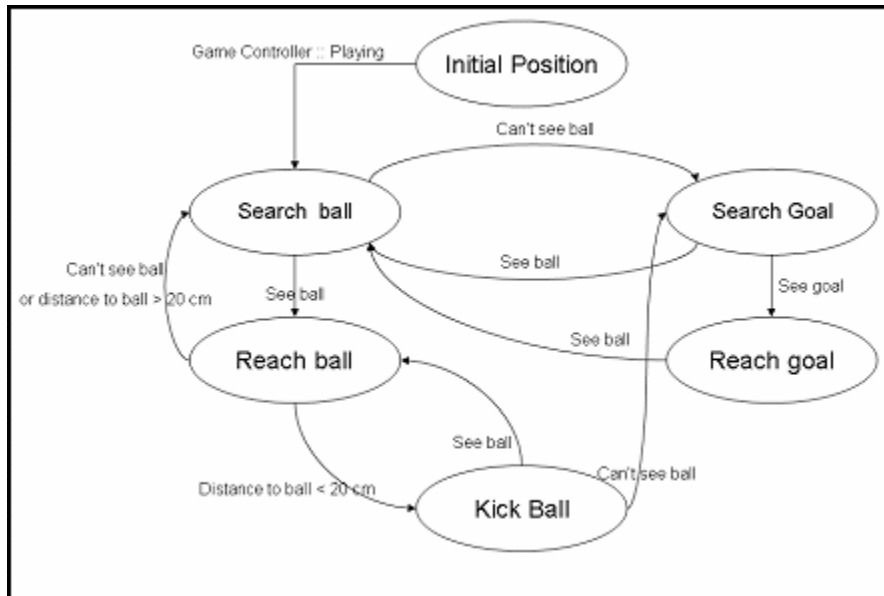 Game Controller :: Playing
Initial Position
Can't see ball
Search ball
Search Goal
Can't see ball
or distance to ball > 20 cm
See ball
See ball
See goal
See ball
Reach ball
Reach goal
See ball
Can't see ball
Distance to ball < 20 cm
Kick Ball